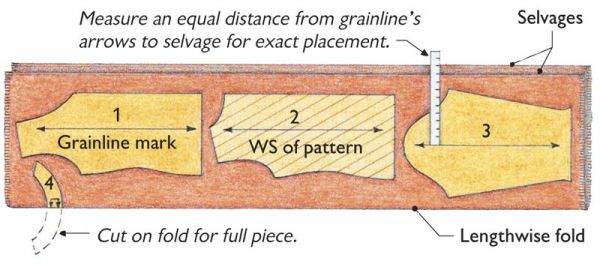 Measure an equal distance from grainline's
arrows to selvage for exact placement.
Selvages
1
Grainline mark
2
WS of pattern
3
4
Cut on fold for full piece.
Lengthwise fold